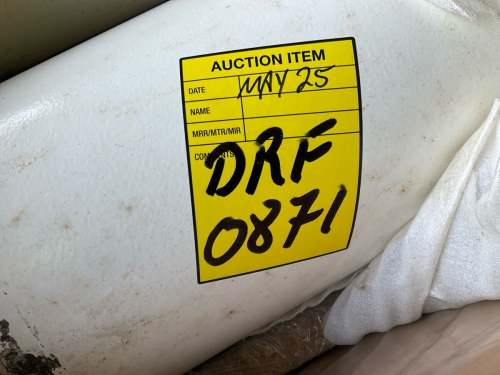 AUCTION ITEM
DATE MAY 25
NAME
MRR/MTR/MIR
COMMENTS
DRF
0871